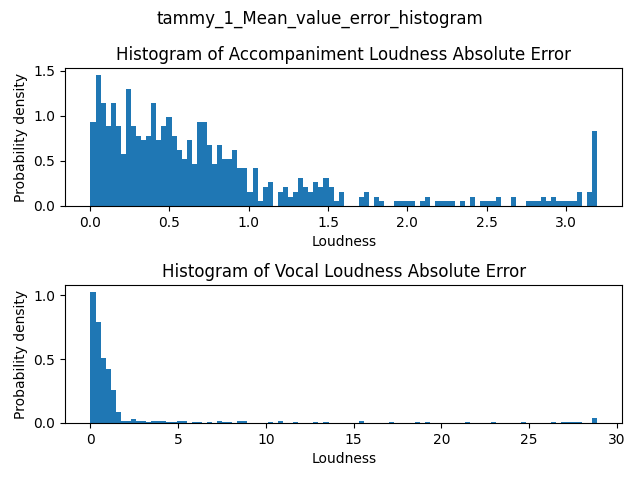 tammy_1_Mean_value_error_histogram
Histogram of Accompaniment Loudness Absolute Error
Probability density
1.5
1.0
0.5
0.0
0.0 0.5 1.0 1.5 2.0 2.5 3.0
Loudness
Histogram of Vocal Loudness Absolute Error
Probability density
1.0
0.5
0.0
0 5 10 15 20 25 30
Loudness